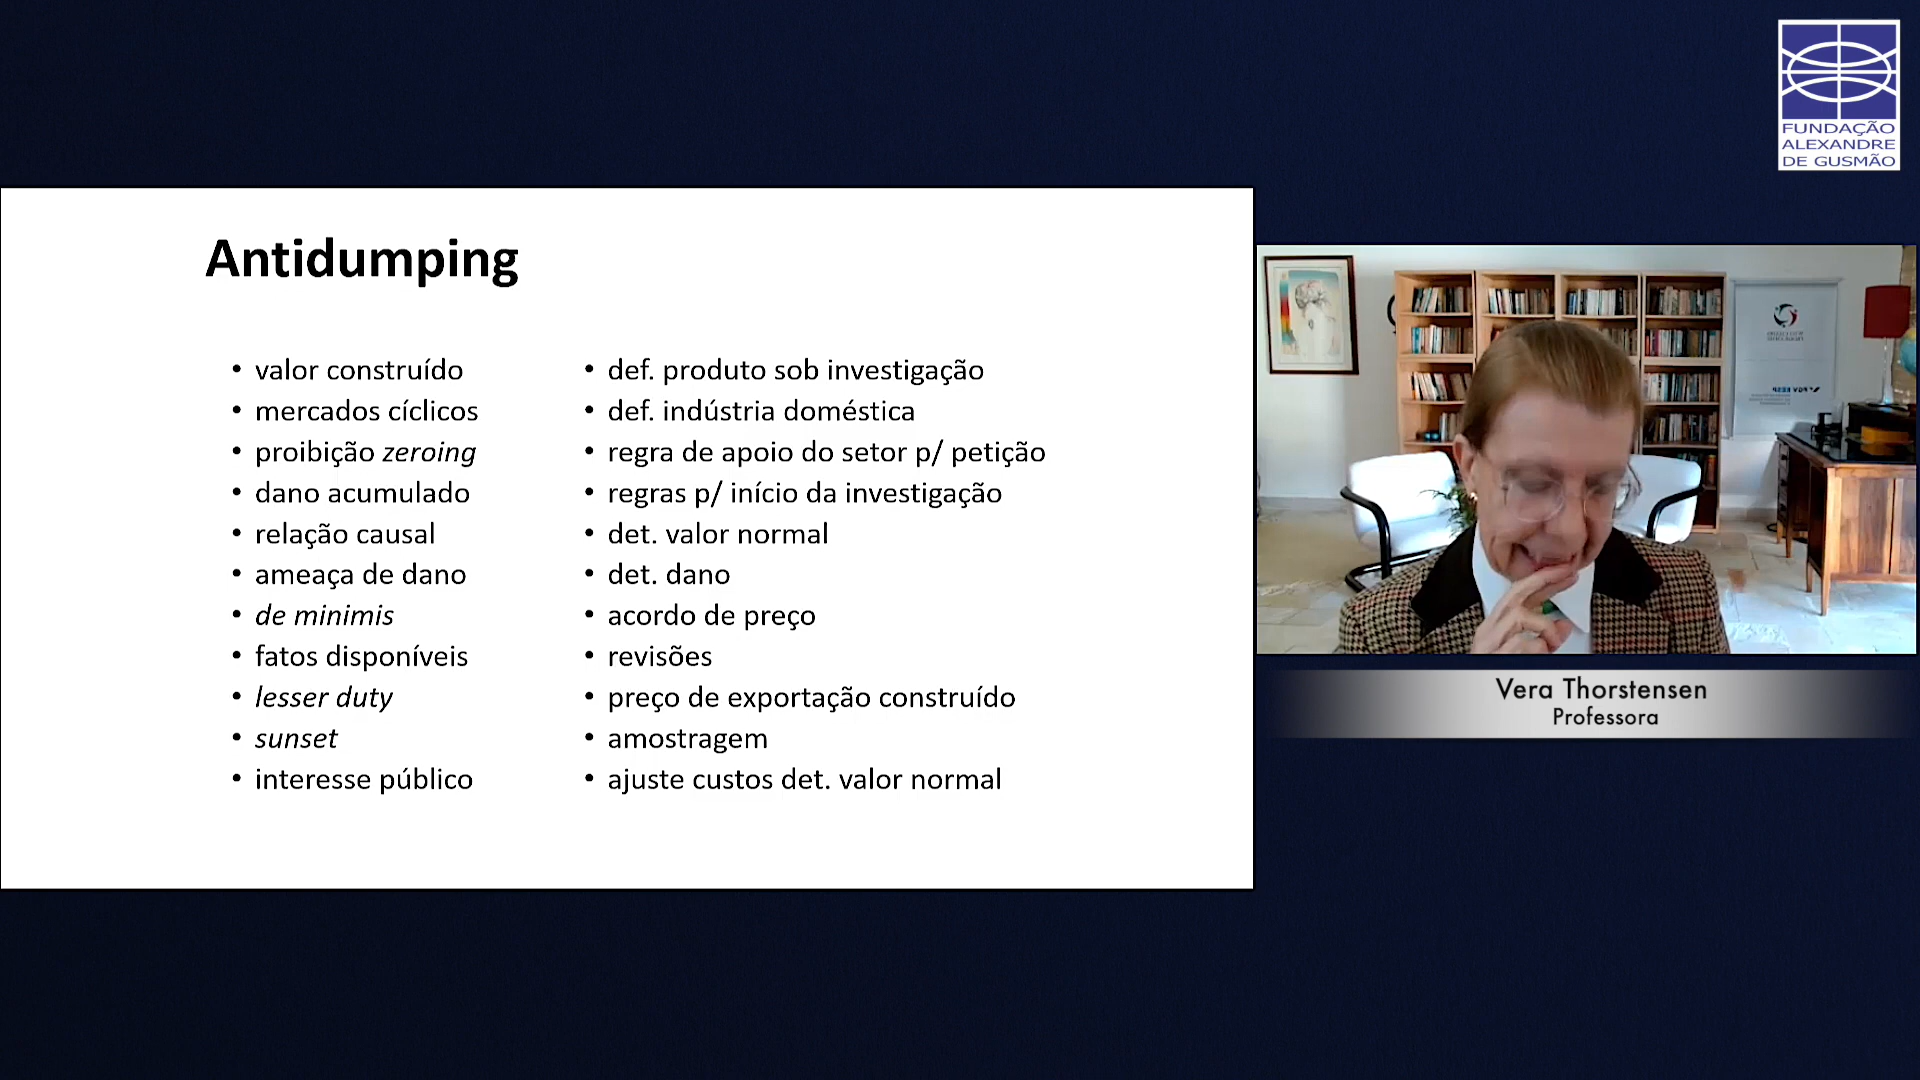 FUNDAÇÃO
ALEXANDRE
DE GUSMÃO
Antidumping
• valor construído
• mercados cíclicos
• proibição zeroing
• dano acumulado
• relação causal
• ameaça de dano
• de minimis
• fatos disponíveis
• lesser duty
• sunset
• interesse público
• def. produto sob investigação
• def. indústria doméstica
• regra de apoio do setor p/ petição
• regras p/ início da investigação
• det. valor normal
• det. dano
• acordo de preço
• revisões
• preço de exportação construído
• amostragem
• ajuste custos det. valor normal
Vera Thorstensen
Professora